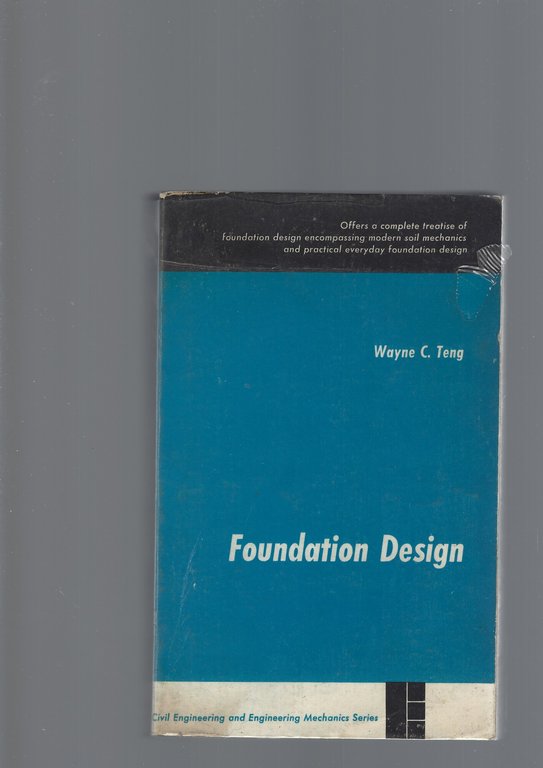 Offers a complete treatise of
foundation design encompassing modern soil mechanics
and practical everyday foundation design
Wayne C. Teng
Foundation Design
Civil Engineering and Engineering Mechanics Series